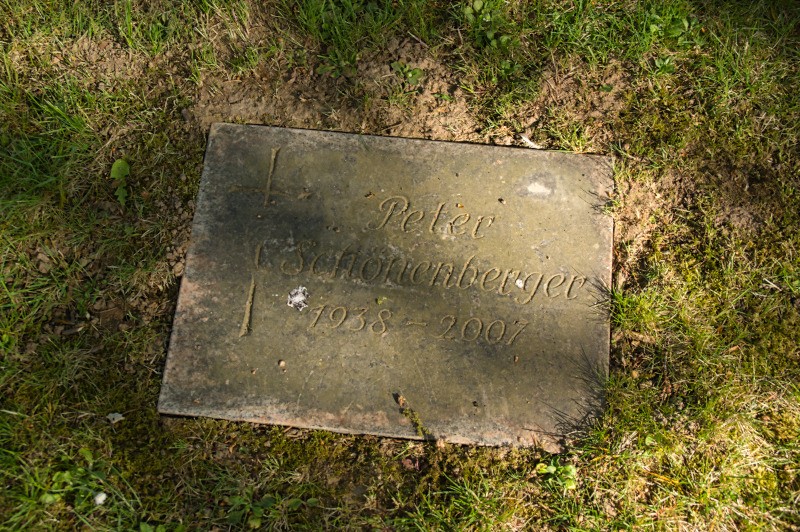 Peter
Schönenberger
1938 – 2007